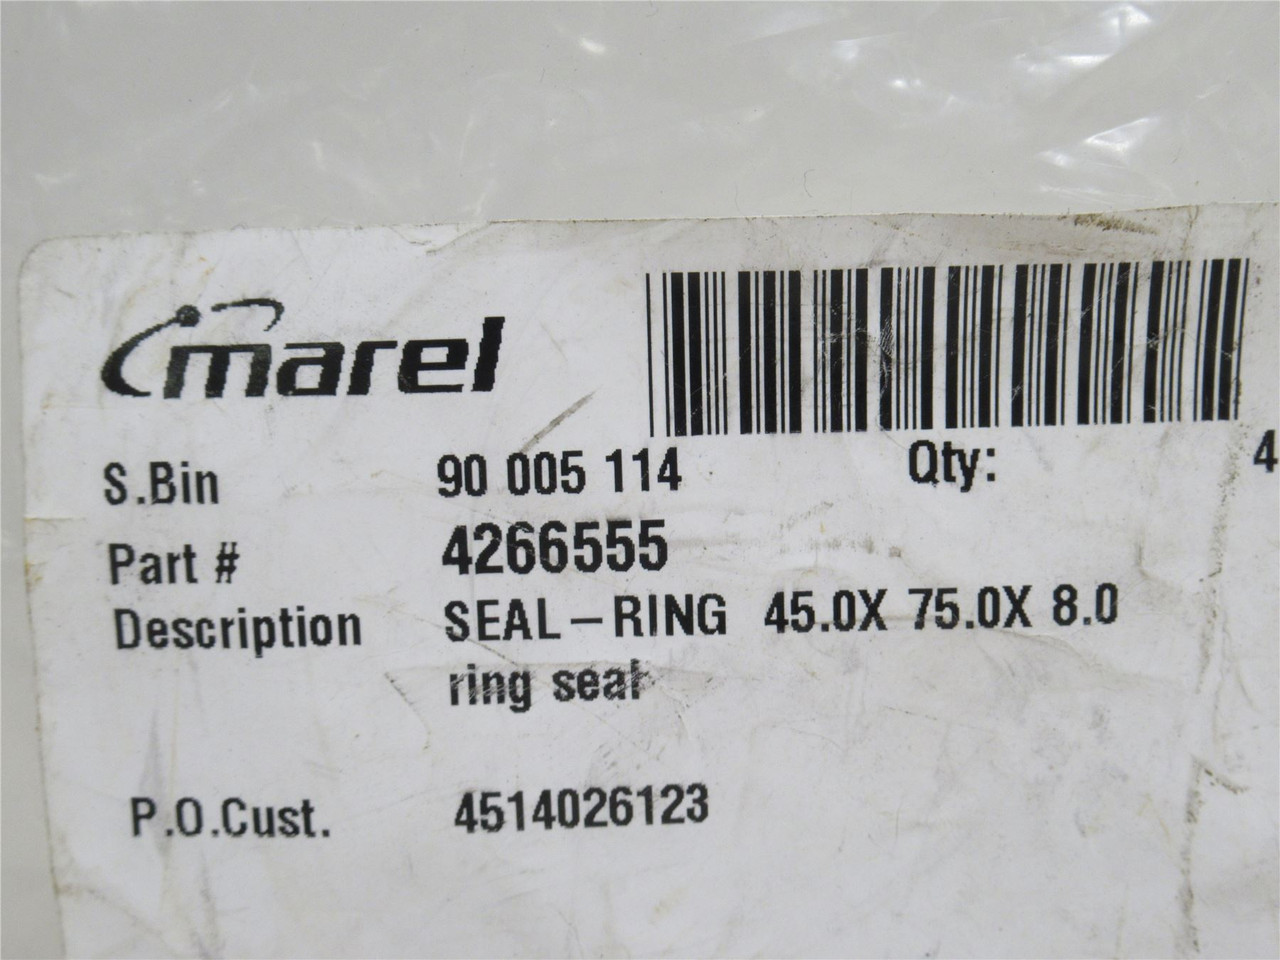 marel
S.Bin 90 005 114 Qty: 4
Part # 4266555
Description SEAL-RING 45.0X 75.0X 8.0
ring seal
P.O.Cust. 4514026123